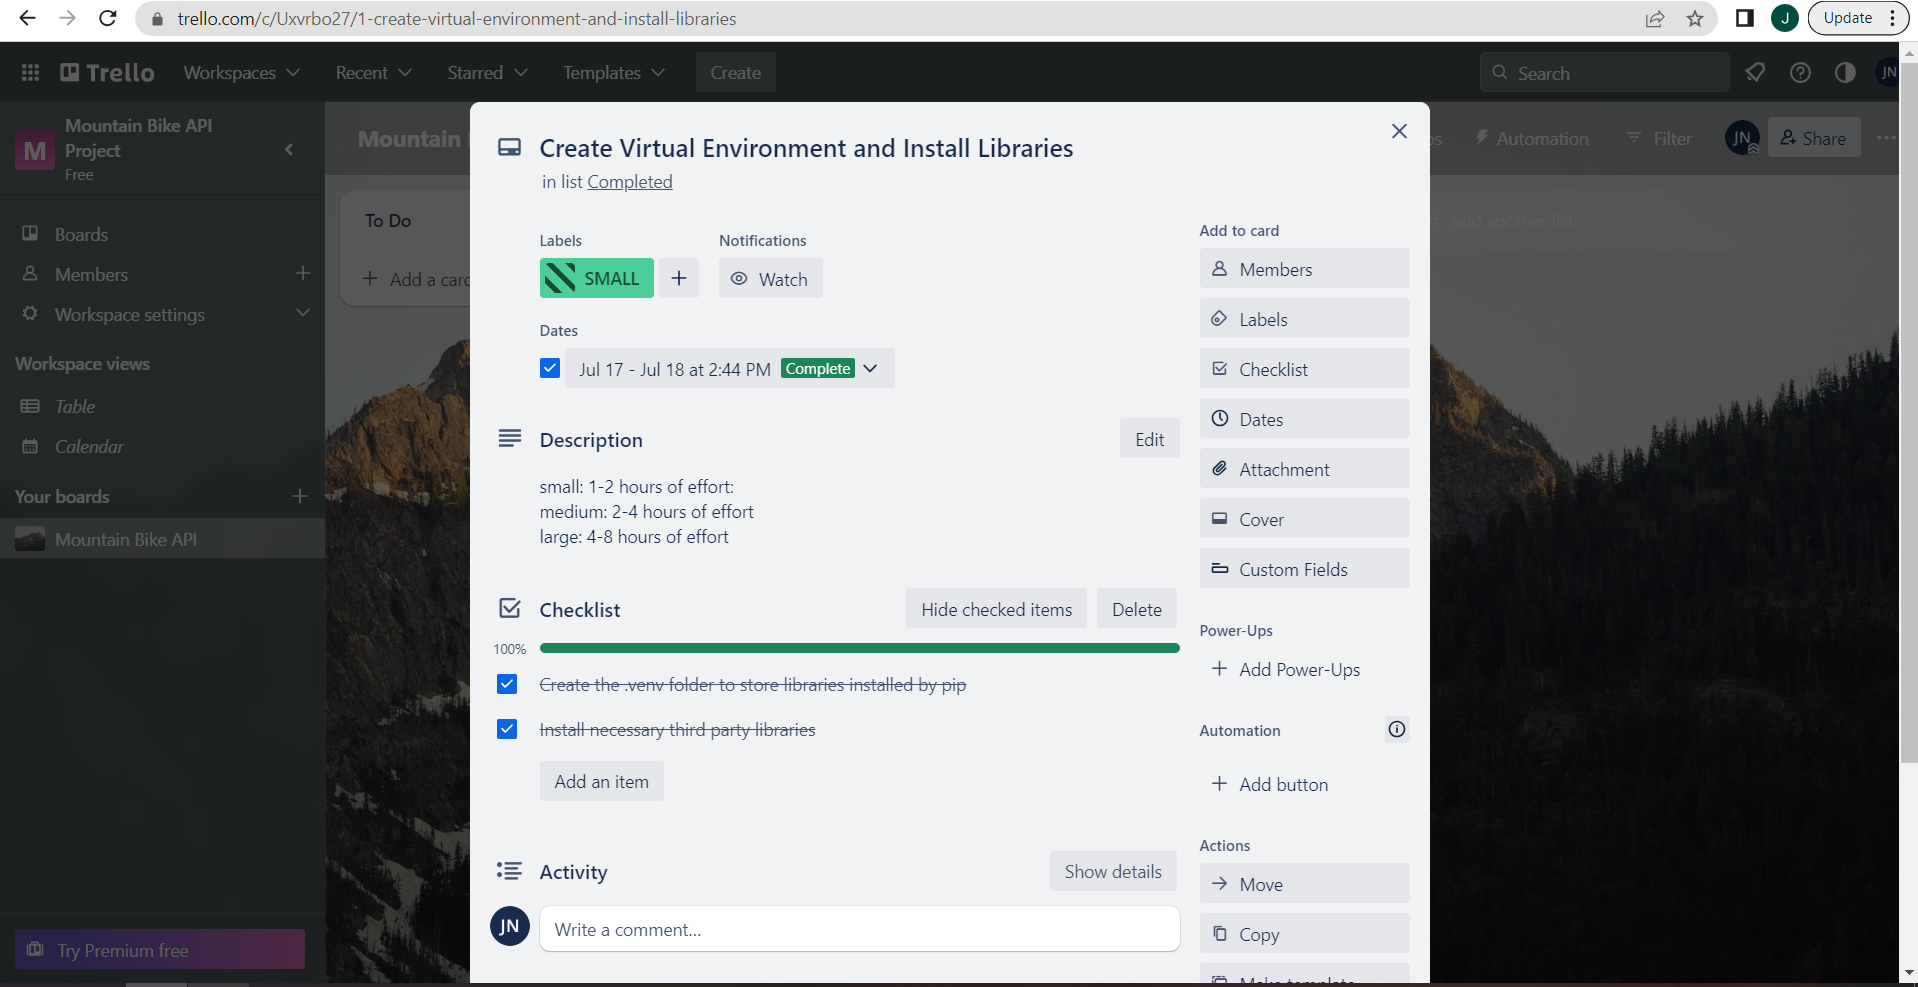 trello.com/c/Uxvrbo27/1-create-virtual-environment-and-install-libraries
J
Update
Trello
Workspaces
Recent
Starred
Templates
Create
Search
JN
M
Mountain Bike API
Project
Free
Mountain
Automation
Filter
JN
Share
Boards
Members
Workspace settings
Workspace views
Table
Calendar
Your boards
Mountain Bike API
Try Premium free
To Do
Add a card
Add another list
Create Virtual Environment and Install Libraries
in list Completed
Labels
Notifications
SMALL
Watch
Dates
Jul 17 - Jul 18 at 2:44 PM Complete
Description
Edit
small: 1-2 hours of effort:
medium: 2-4 hours of effort
large: 4-8 hours of effort
Checklist
Hide checked items
Delete
100%
Create the .venv folder to store libraries installed by pip
Install necessary third party libraries
Add an item
Activity
Show details
JN
Write a comment...
Add to card
Members
Labels
Checklist
Dates
Attachment
Cover
Custom Fields
Power-Ups
Add Power-Ups
Automation
Add button
Actions
Move
Copy
Make template